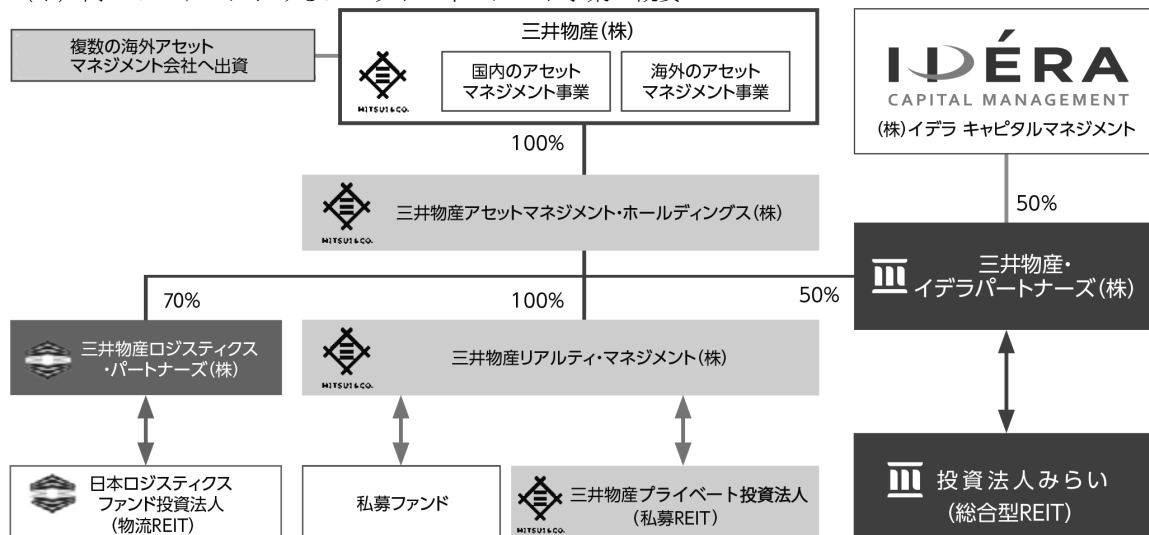 複数の海外アセット
マネジメント会社へ出資
三井物産(株)
MITSUI&CO.
国内のアセット
マネジメント事業
海外のアセット
マネジメント事業
IDÉRA
CAPITAL MANAGEMENT
(株)イデラ キャピタルマネジメント
100%
50%
MITSUI&CO.
三井物産アセットマネジメント・ホールディングス(株)
三井物産・
イデラパートナーズ(株)
70%
100%
50%
三井物産ロジスティクス
・パートナーズ(株)
MITSUI&CO.
三井物産リアルティ・マネジメント(株)
日本ロジスティクス
ファンド投資法人
(物流REIT)
私募ファンド
MITSUI&CO.
三井物産プライベート投資法人
(私募REIT)
投資法人みらい
(総合型REIT)